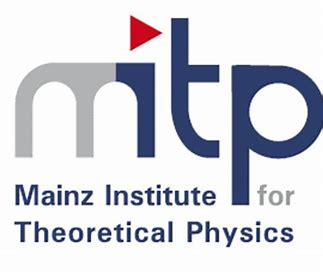 mitp
Mainz Institute for
Theoretical Physics